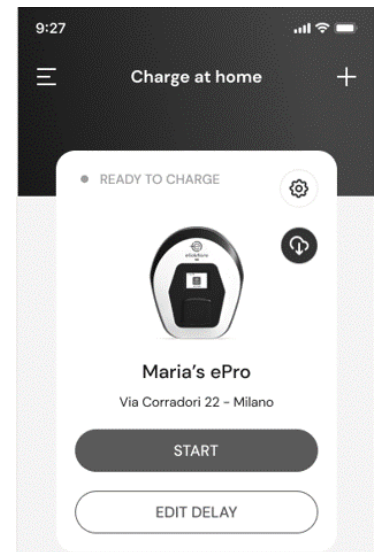 9:27
Charge at home
READY TO CHARGE
Maria's ePro
Via Corradori 22 - Milano
START
EDIT DELAY